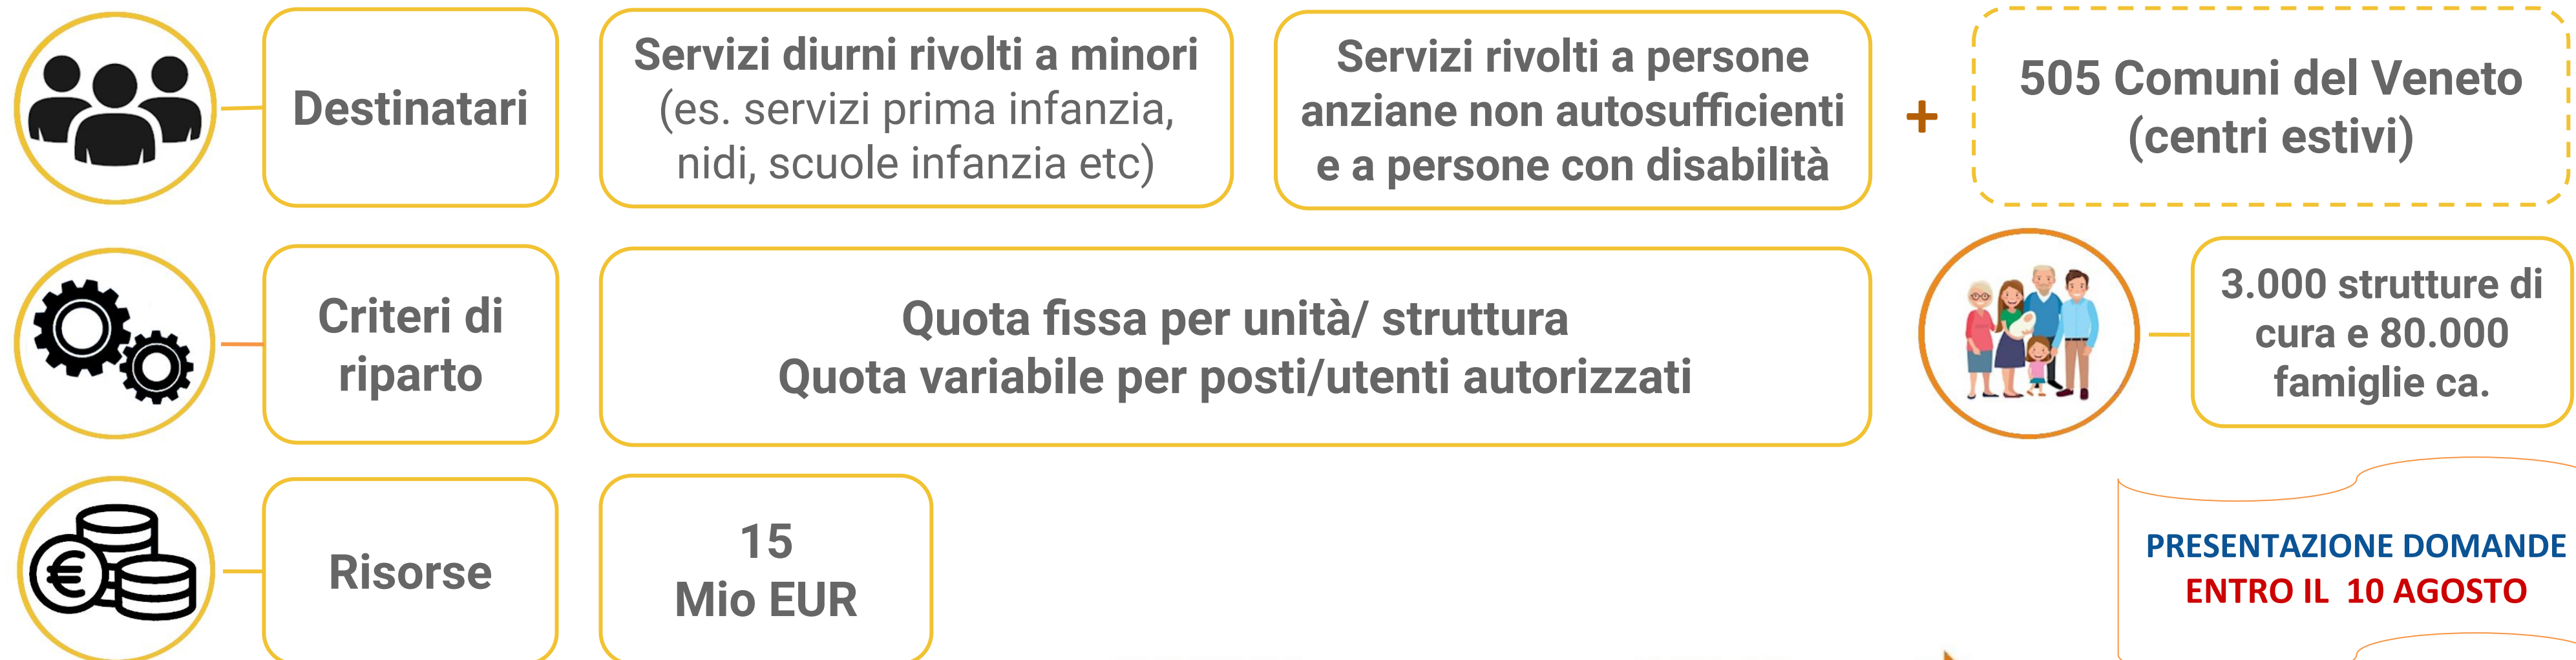 Destinatari
Servizi diurni rivolti a minori
(es. servizi prima infanzia,
nidi, scuole infanzia etc)
Servizi rivolti a persone
anziane non autosufficienti
e a persone con disabilità
+
505 Comuni del Veneto
(centri estivi)
Criteri di
riparto
Quota fissa per unità/ struttura
Quota variabile per posti/utenti autorizzati
3.000 strutture di
cura e 80.000
famiglie ca.
Risorse
15
Mio EUR
PRESENTAZIONE DOMANDE
ENTRO IL 10 AGOSTO